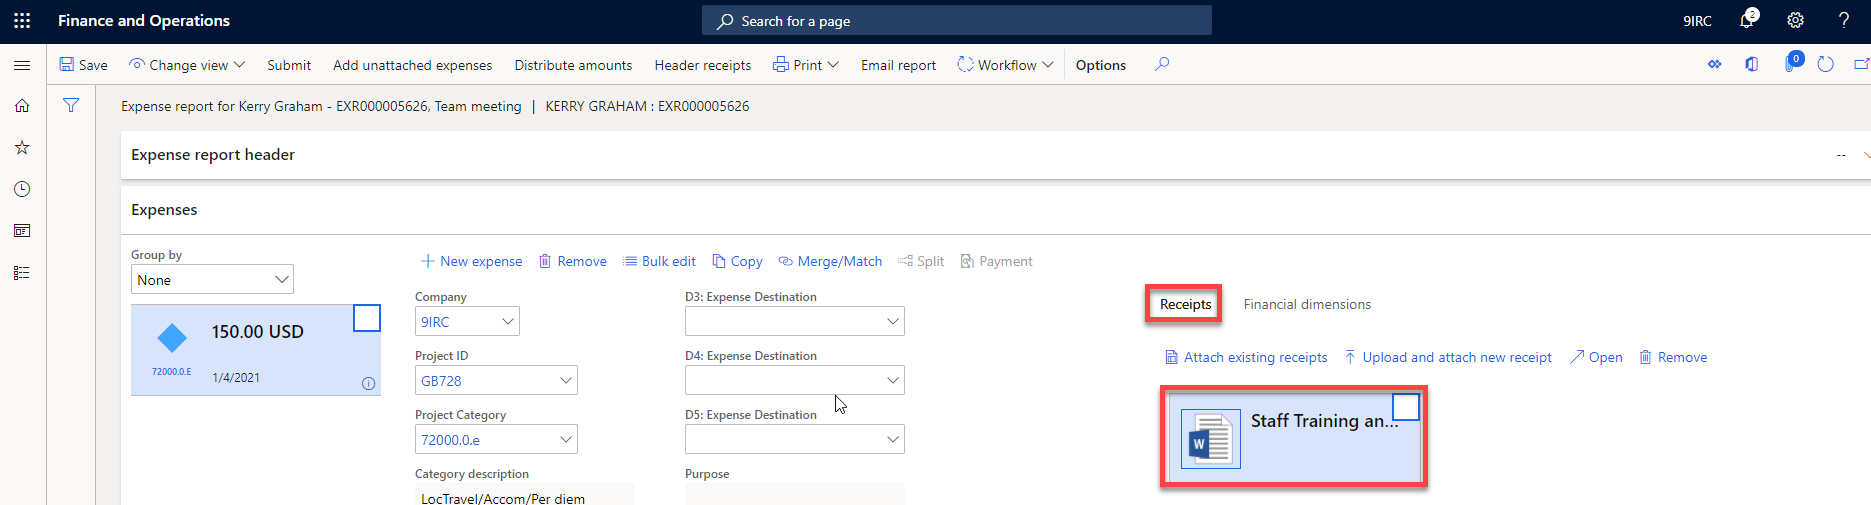 Finance and Operations
Search for a page
9IRC
2
?
Save
Change view
Submit
Add unattached expenses
Distribute amounts
Header receipts
Print
Email report
Workflow
Options
0
Expense report for Kerry Graham - EXR000005626, Team meeting | KERRY GRAHAM : EXR000005626
Expense report header
--
Expenses
Group by
None
150.00 USD
72000.0.E
1/4/2021
New expense
Remove
Bulk edit
Copy
Merge/Match
Split
Payment
Company
9IRC
Project ID
GB728
Project Category
72000.0.e
Category description
LocTravel/Accom/Per diem
D3: Expense Destination
D4: Expense Destination
D5: Expense Destination
Purpose
Receipts
Financial dimensions
Attach existing receipts
Upload and attach new receipt
Open
Remove
W
Staff Training an...